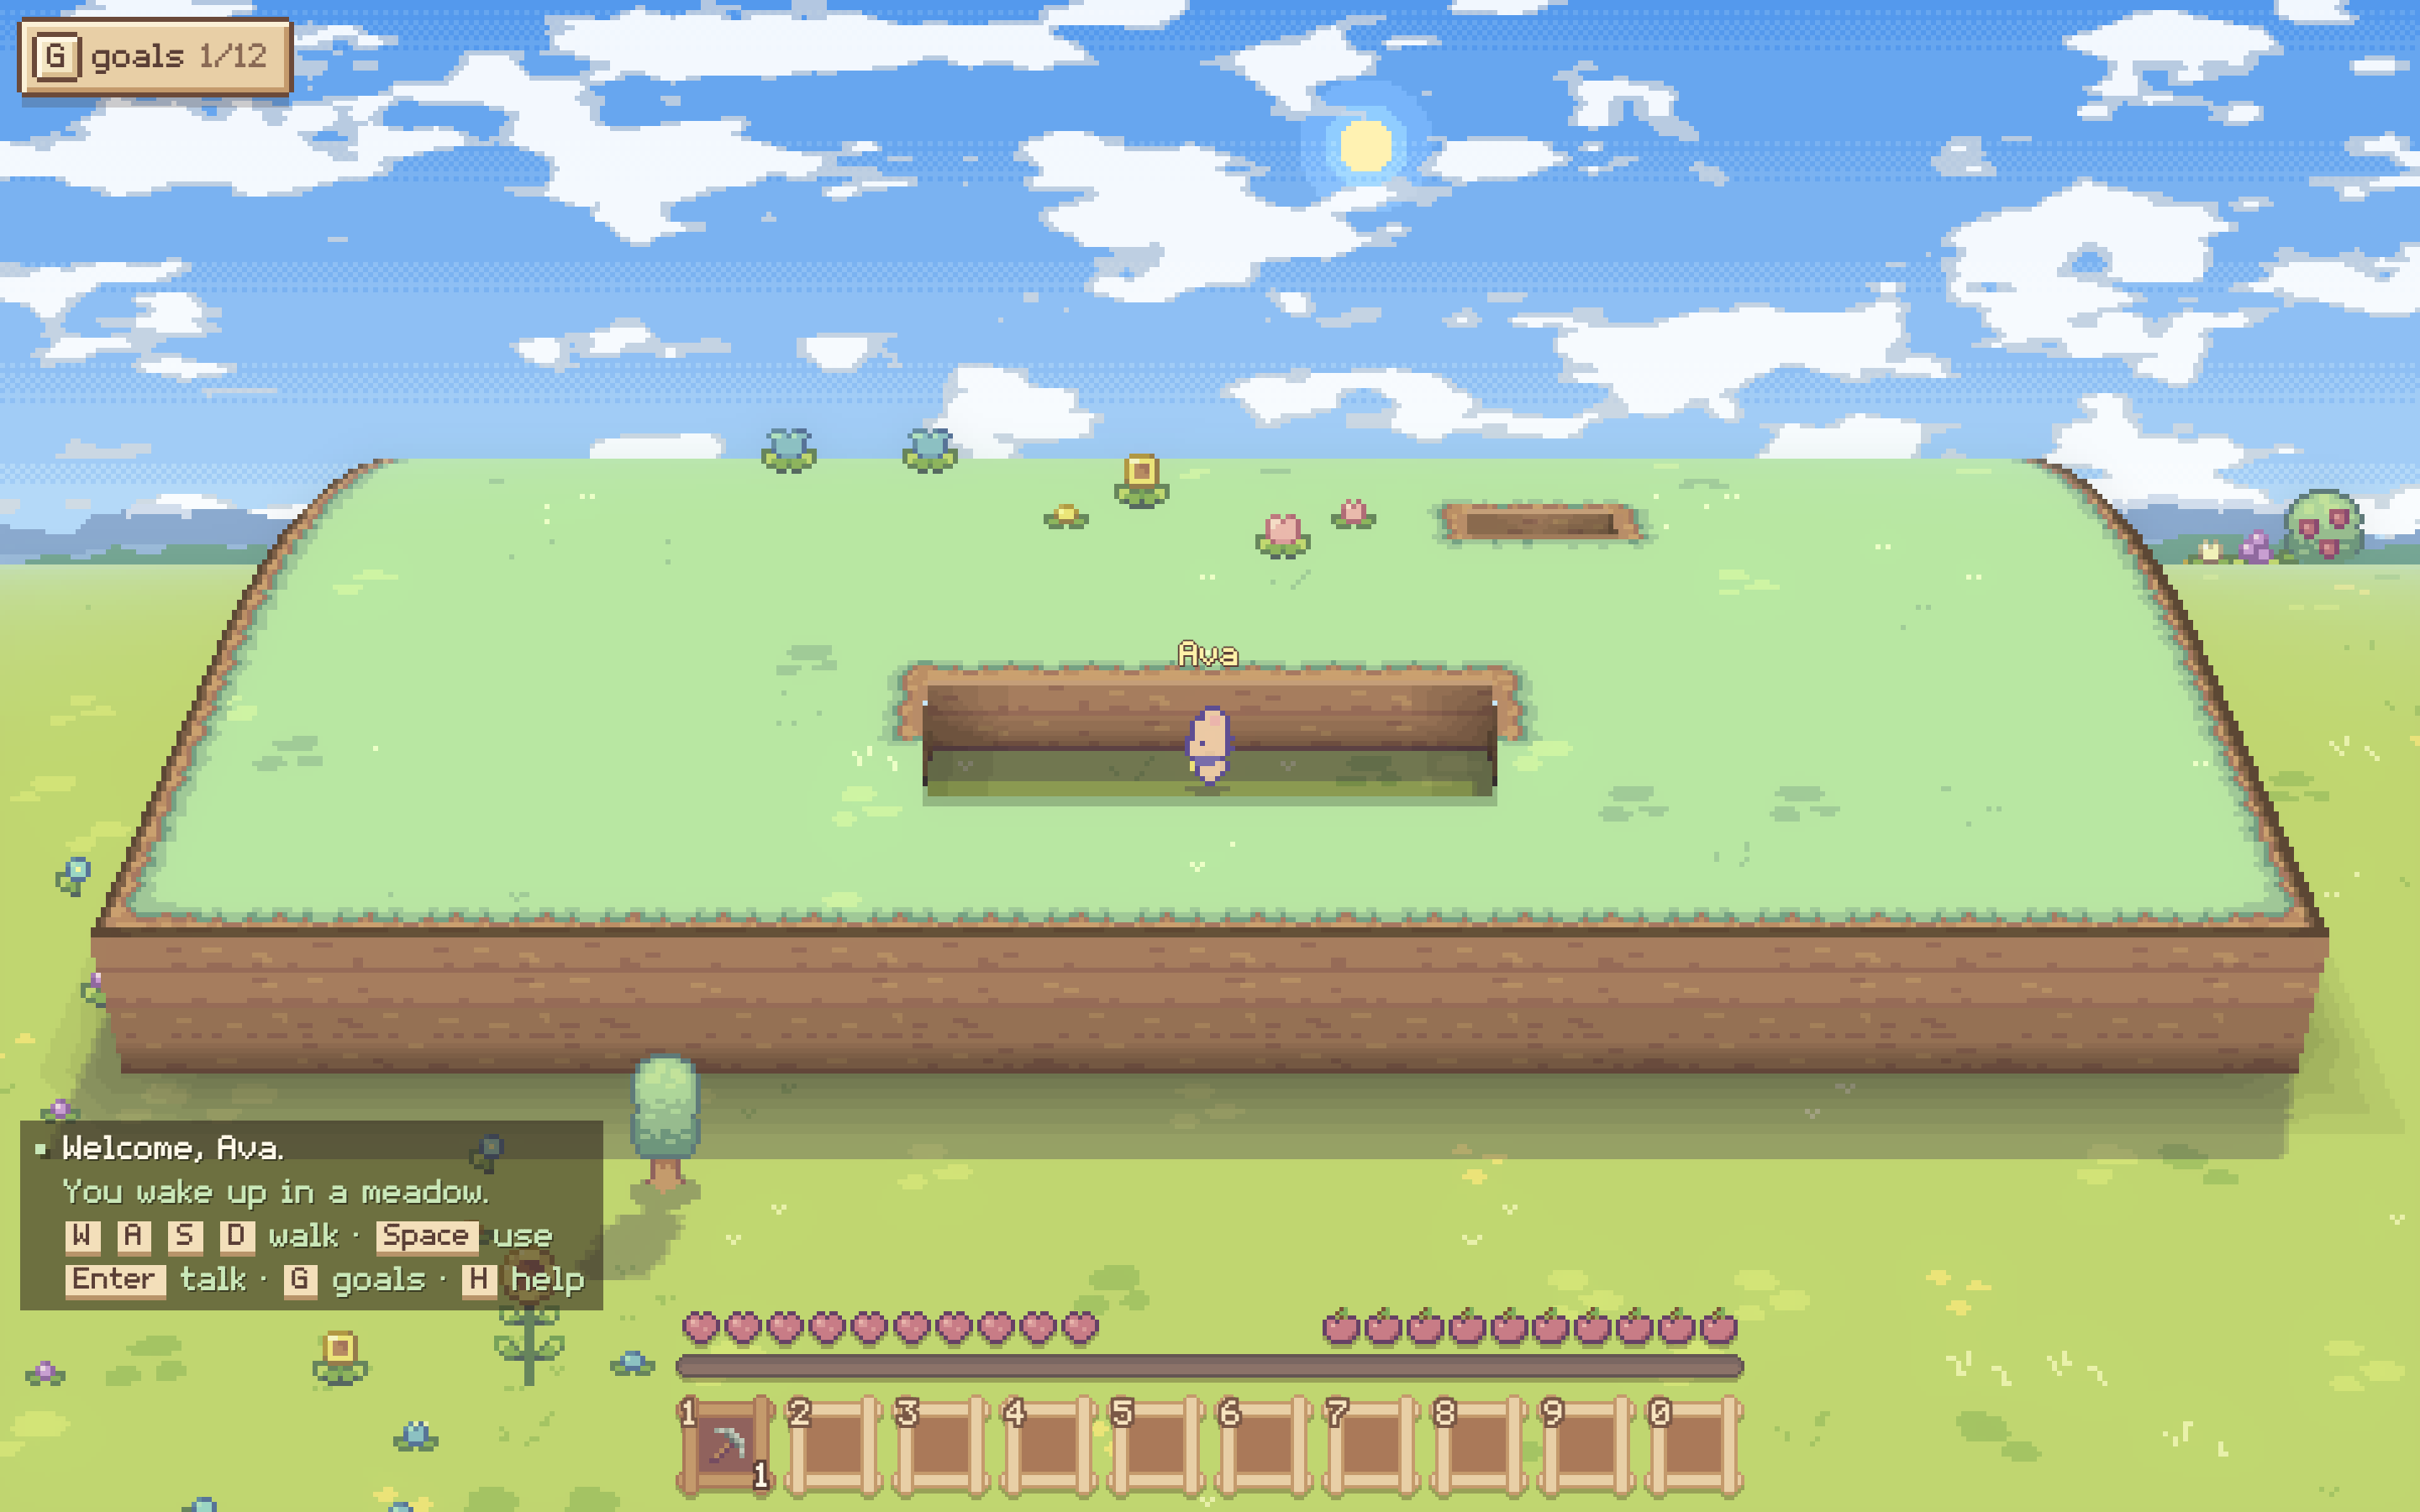 G goals 1/12
Ava
Welcome, Ava.
You wake up in a meadow.
W A S D walk · Space use
Enter talk · G goals · H help
1 2 3 4 5 6 7 8 9 0
1